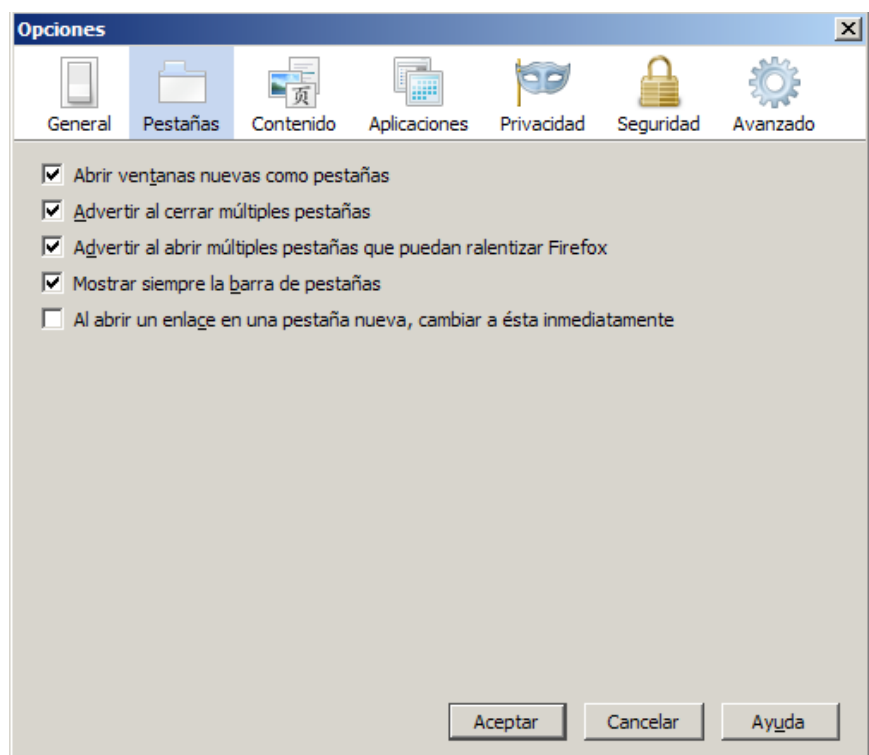 Opciones
页
General Pestañas Contenido Aplicaciones Privacidad Seguridad Avanzado
Abrir ventanas nuevas como pestañas
Advertir al cerrar múltiples pestañas
Advertir al abrir múltiples pestañas que puedan ralentizar Firefox
Mostrar siempre la barra de pestañas
Al abrir un enlace en una pestaña nueva, cambiar a ésta inmediatamente
Aceptar Cancelar Ayuda